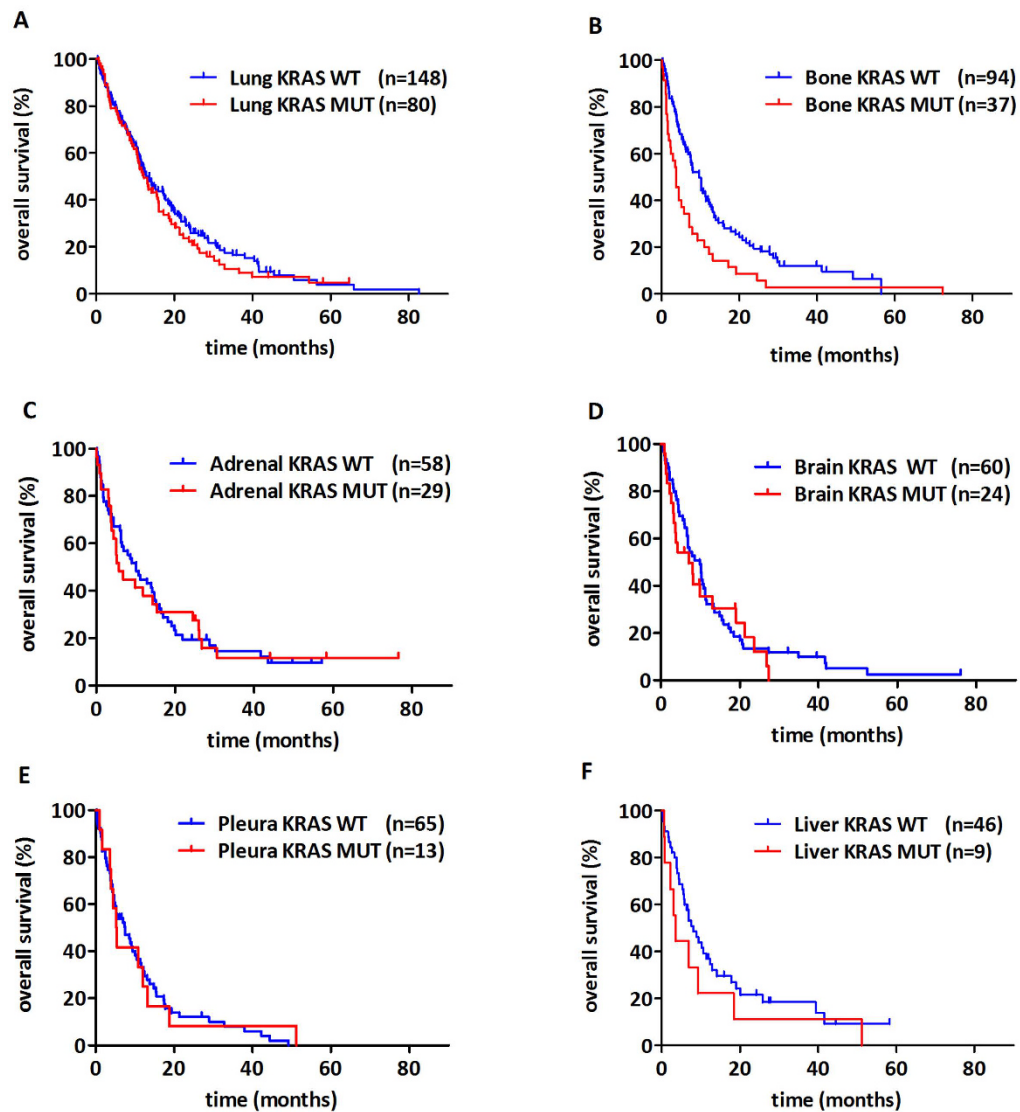 A
Lung KRAS WT (n=148)
Lung KRAS MUT (n=80)
overall survival (%)
100
80
60
40
20
0
0 20 40 60 80
time (months)
B
Bone KRAS WT (n=94)
Bone KRAS MUT (n=37)
overall survival (%)
100
80
60
40
20
0
0 20 40 60 80
time (months)
C
Adrenal KRAS WT (n=58)
Adrenal KRAS MUT (n=29)
overall survival (%)
100
80
60
40
20
0
0 20 40 60 80
time (months)
D
Brain KRAS WT (n=60)
Brain KRAS MUT (n=24)
overall survival (%)
100
80
60
40
20
0
0 20 40 60 80
time (months)
E
Pleura KRAS WT (n=65)
Pleura KRAS MUT (n=13)
overall survival (%)
100
80
60
40
20
0
0 20 40 60 80
time (months)
F
Liver KRAS WT (n=46)
Liver KRAS MUT (n=9)
overall survival (%)
100
80
60
40
20
0
0 20 40 60 80
time (months)